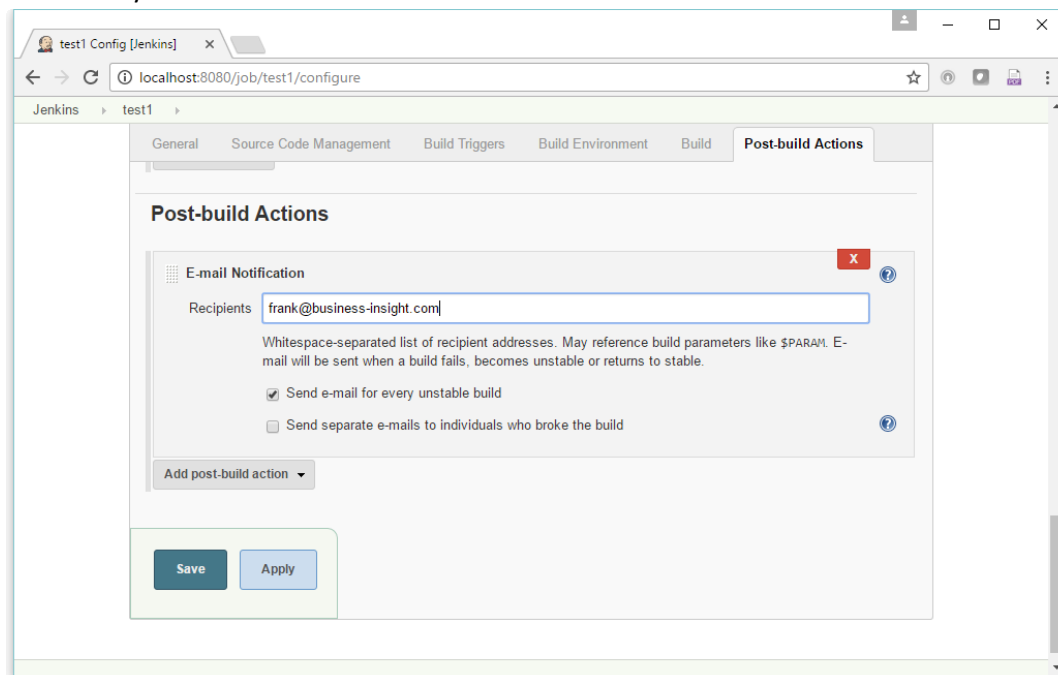 test1 Config [Jenkins]
localhost:8080/job/test1/configure
Jenkins test1
General Source Code Management Build Triggers Build Environment Build Post-build Actions
Post-build Actions
X
E-mail Notification
Recipients frank@business-insight.com
Whitespace-separated list of recipient addresses. May reference build parameters like $PARAM. E-
mail will be sent when a build fails, becomes unstable or returns to stable.
Send e-mail for every unstable build
Send separate e-mails to individuals who broke the build
Add post-build action
Save Apply